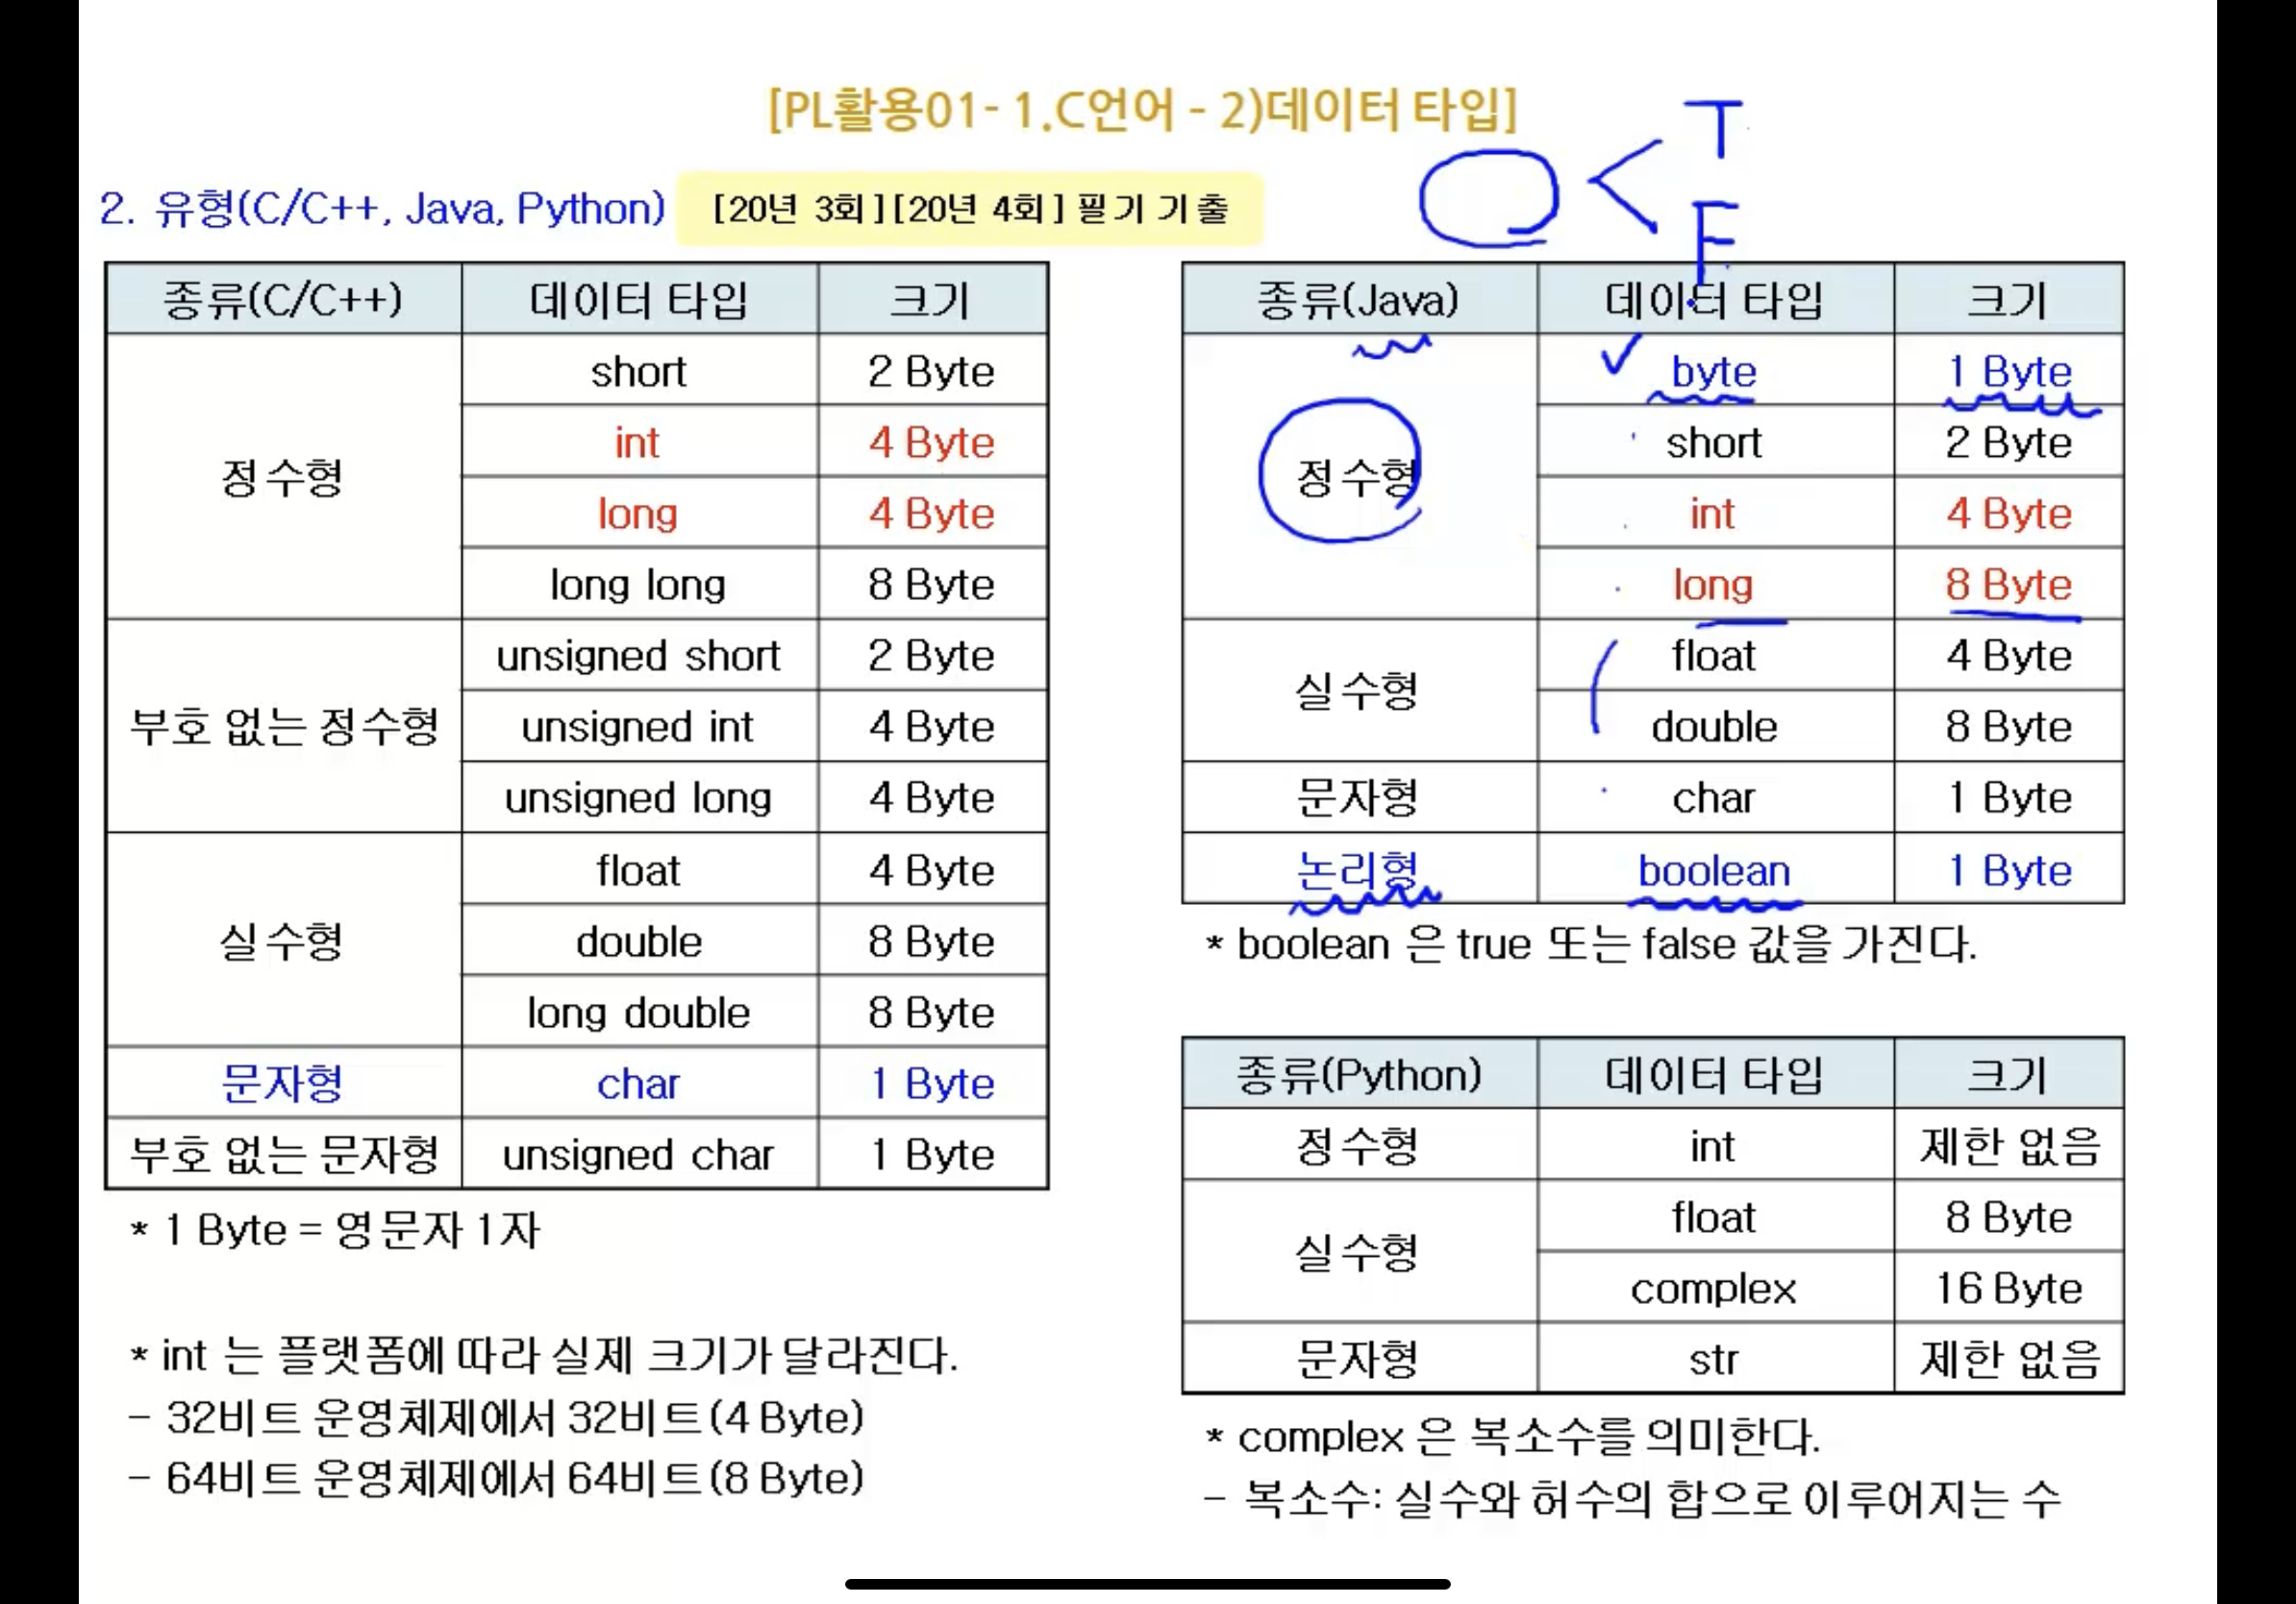 [PL활용01- 1.C언어 - 2)데이터 타입]
T
F
2. 유형(C/C++, Java, Python)
[20년 3회][20년 4회] 필기 기출
종류(C/C++) 데이터 타입 크기
정수형
short 2 Byte
int 4 Byte
long 4 Byte
long long 8 Byte
부호 없는 정수형
unsigned short 2 Byte
unsigned int 4 Byte
unsigned long 4 Byte
실수형
float 4 Byte
double 8 Byte
long double 8 Byte
문자형 char 1 Byte
부호 없는 문자형 unsigned char 1 Byte
* 1 Byte = 영문자 1자
* int 는 플랫폼에 따라 실제 크기가 달라진다.
- 32비트 운영체제에서 32비트(4 Byte)
- 64비트 운영체제에서 64비트(8 Byte)
종류(Java) 데이터 타입 크기
정수형
byte 1 Byte
short 2 Byte
int 4 Byte
long 8 Byte
실수형
float 4 Byte
double 8 Byte
문자형 char 1 Byte
논리형 boolean 1 Byte
* boolean 은 true 또는 false 값을 가진다.
종류(Python) 데이터 타입 크기
정수형 int 제한 없음
실수형
float 8 Byte
complex 16 Byte
문자형 str 제한 없음
* complex 은 복소수를 의미한다.
- 복소수: 실수와 허수의 합으로 이루어지는 수